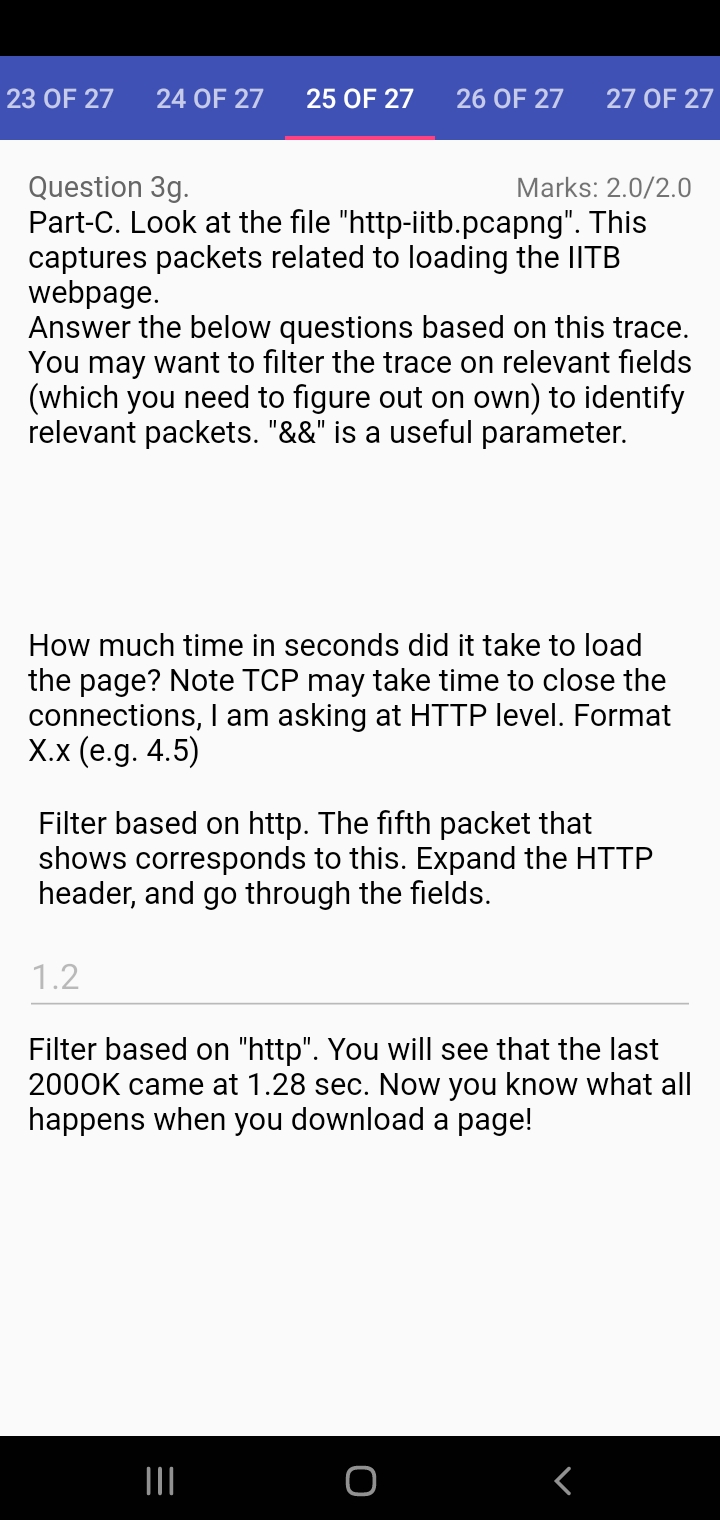 23 OF 27 24 OF 27 25 OF 27 26 OF 27 27 OF 27
Question 3g. Marks: 2.0/2.0
Part-C. Look at the file "http-iitb.pcapng". This
captures packets related to loading the IITB
webpage.
Answer the below questions based on this trace.
You may want to filter the trace on relevant fields
(which you need to figure out on own) to identify
relevant packets. "&&" is a useful parameter.
How much time in seconds did it take to load
the page? Note TCP may take time to close the
connections, I am asking at HTTP level. Format
X.x (e.g. 4.5)
Filter based on http. The fifth packet that
shows corresponds to this. Expand the HTTP
header, and go through the fields.
1.2
Filter based on "http". You will see that the last
200OK came at 1.28 sec. Now you know what all
happens when you download a page!